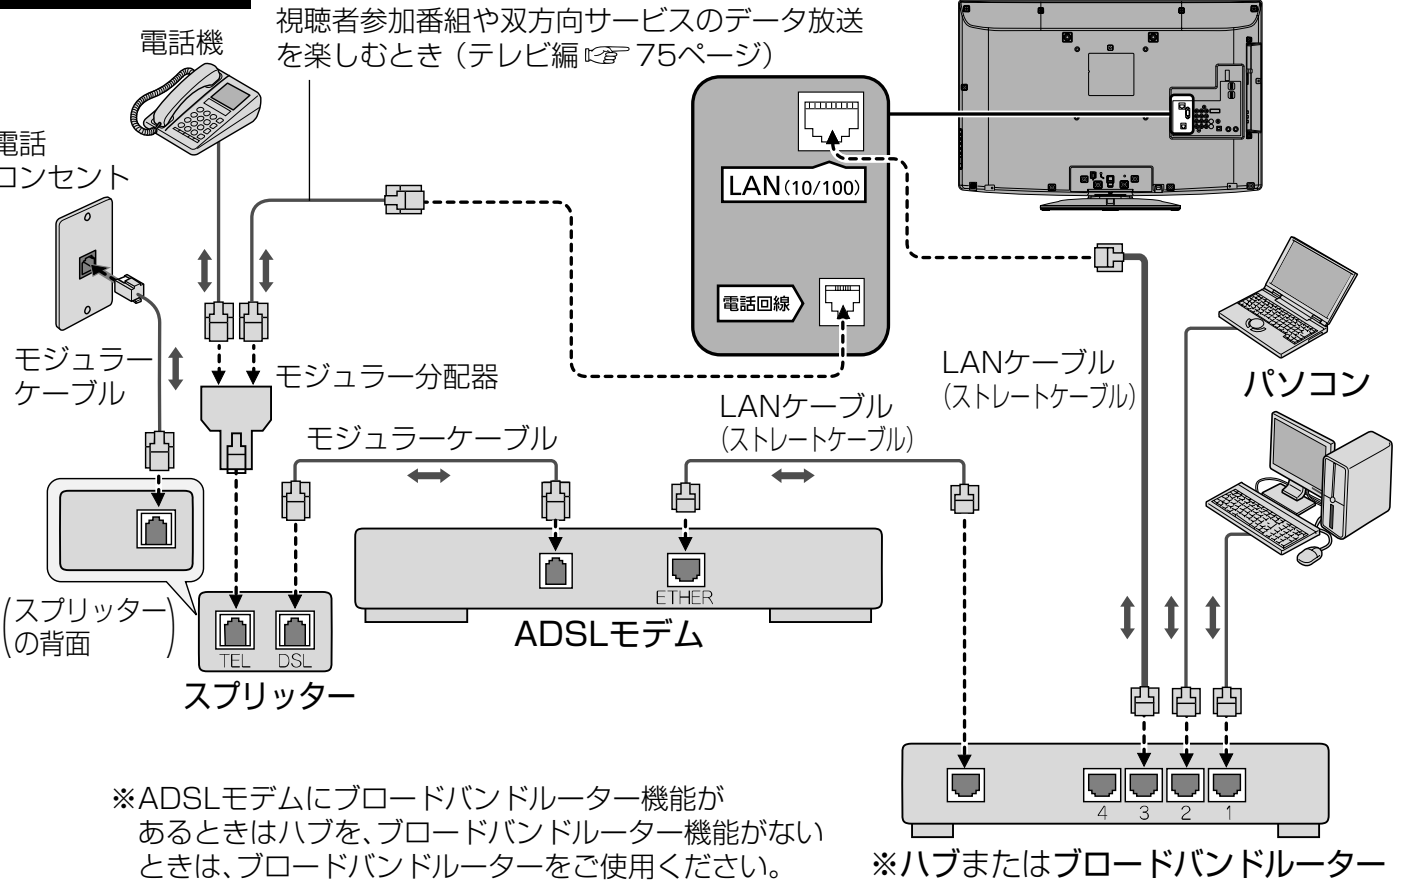 視聴者参加番組や双方向サービスのデータ放送
を楽しむとき（テレビ編☞75ページ）
電話機
電話
コンセント
LAN(10/100)
電話回線
モジュラー
ケーブル
モジュラー分配器
モジュラーケーブル
LANケーブル
（ストレートケーブル）
LANケーブル
（ストレートケーブル）
パソコン
ETHER
ADSLモデム
（スプリッター
の背面）
TEL DSL
スプリッター
4 3 2 1
※ハブまたはブロードバンドルーター
※ADSLモデムにブロードバンドルーター機能が
あるときはハブを、ブロードバンドルーター機能がない
ときは、ブロードバンドルーターをご使用ください。